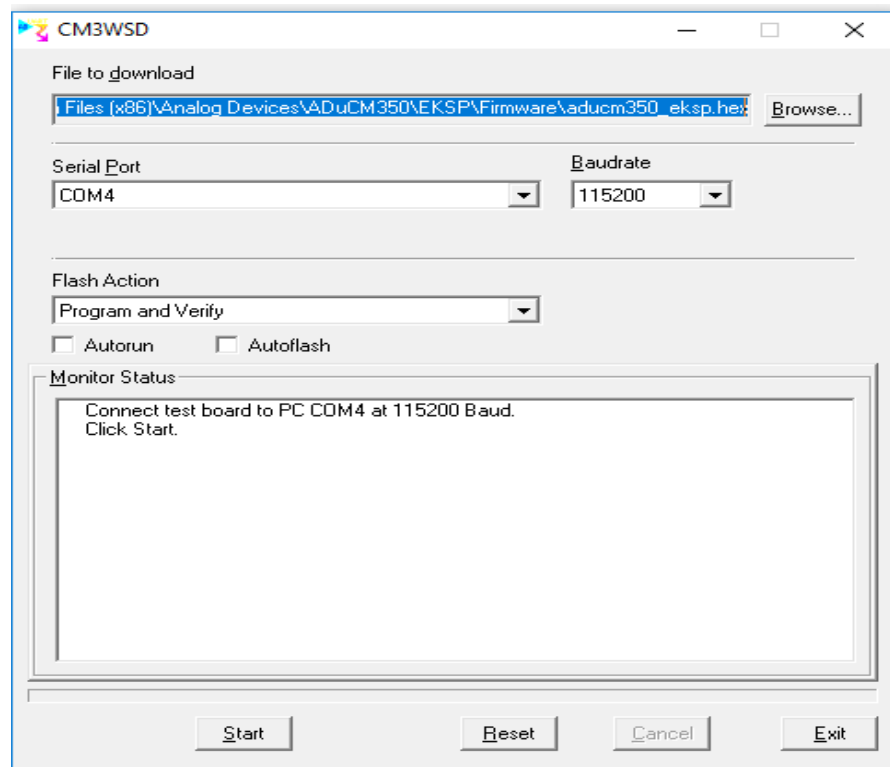 CM3WSD
File to download
Files (x86)\Analog Devices\ADuCM350\EKSP\Firmware\aducm350_eksp.hex
Browse...
Serial Port
Baudrate
COM4
115200
Flash Action
Program and Verify
Autorun Autoflash
Monitor Status
Connect test board to PC COM4 at 115200 Baud.
Click Start.
Start Reset Cancel Exit